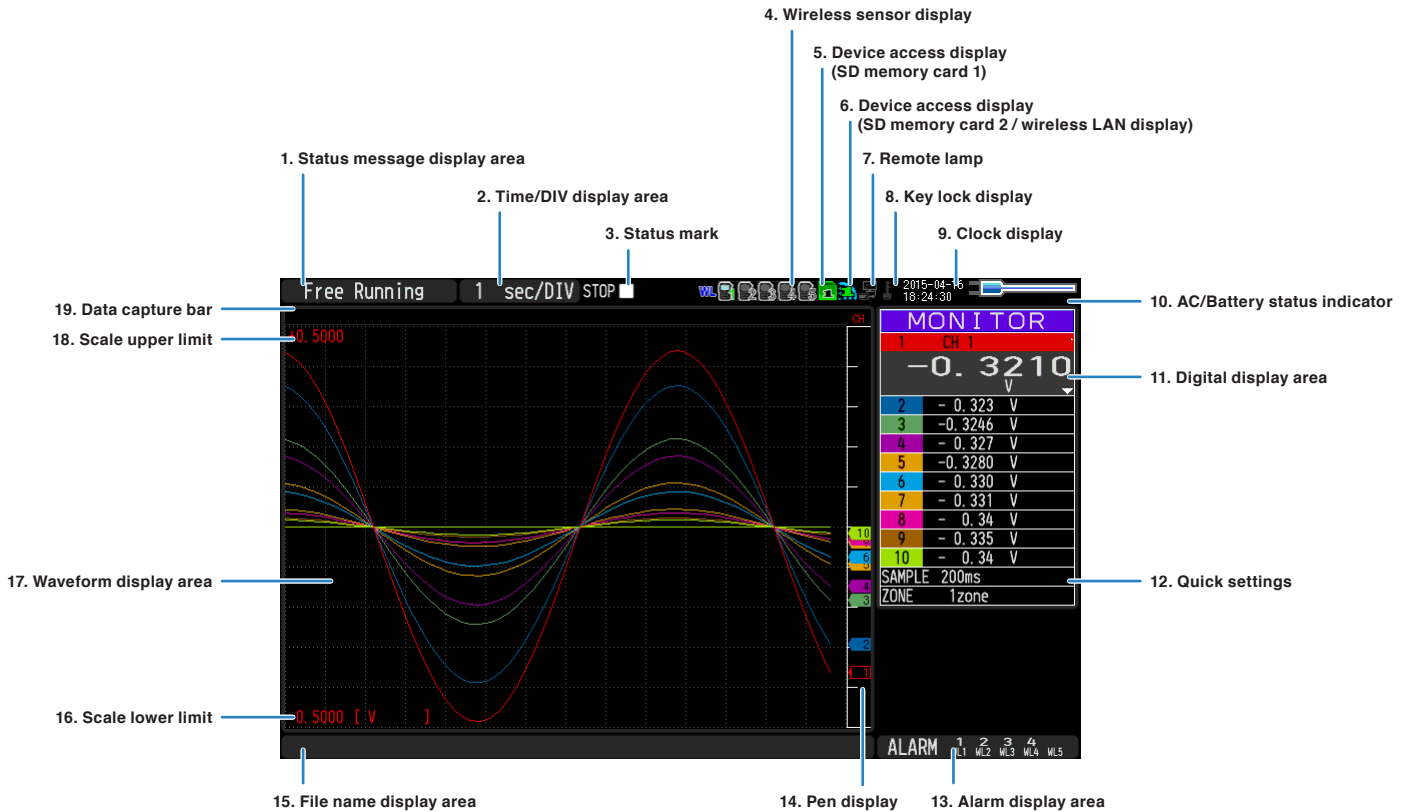 4. Wireless sensor display
5. Device access display
(SD memory card 1)
6. Device access display
(SD memory card 2 / wireless LAN display)
1. Status message display area
7. Remote lamp
2. Time/DIV display area
8. Key lock display
3. Status mark
9. Clock display
Free Running
1 sec/DIV
STOP
WL 1 2 3 4 5 1
2015-04-16
18:24:30
19. Data capture bar
10. AC/Battery status indicator
18. Scale upper limit
CH
+0.5000
MONITOR
1 CH 1
-0. 3210
V
11. Digital display area
2 - 0.323 V
3 -0.3246 V
4 - 0.327 V
5 -0.3280 V
6 - 0.330 V
7 - 0.331 V
8 - 0.34 V
9 - 0.335 V
10 - 0.34 V
SAMPLE 200ms
ZONE 1zone
12. Quick settings
10
6
5
4
3
2
1
17. Waveform display area
16. Scale lower limit
-0.5000 [ V ]
ALARM 1 2 3 4
WL1 WL2 WL3 WL4 WL5
15. File name display area
14. Pen display
13. Alarm display area